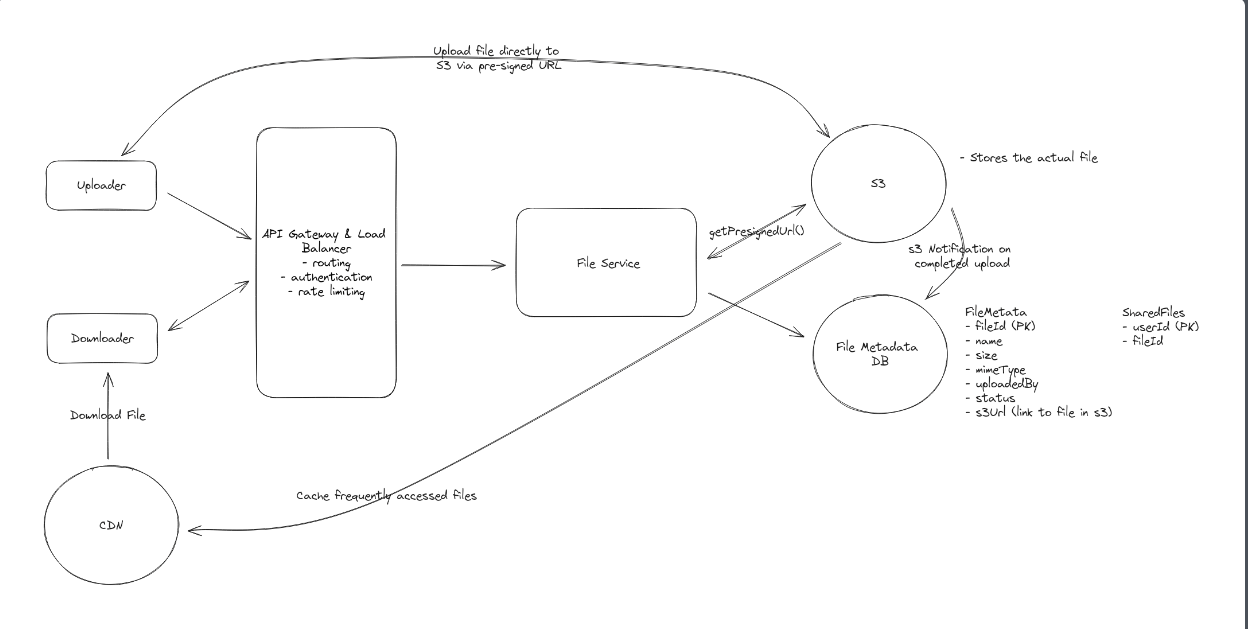 Upload file directly to
S3 via pre-signed URL
Uploader
API Gateway & Load
Balancer
- routing
- authentication
- rate limiting
Downloader
Download File
CDN
Cache frequently accessed files
File Service
getPresignedUrl()
S3
- Stores the actual file
s3 Notification on
completed upload
File Metadata
DB
FileMetata
- fileId (PK)
- name
- size
- mimeType
- uploadedBy
- status
- s3Url (link to file in s3)
SharedFiles
- userId (PK)
- fileId